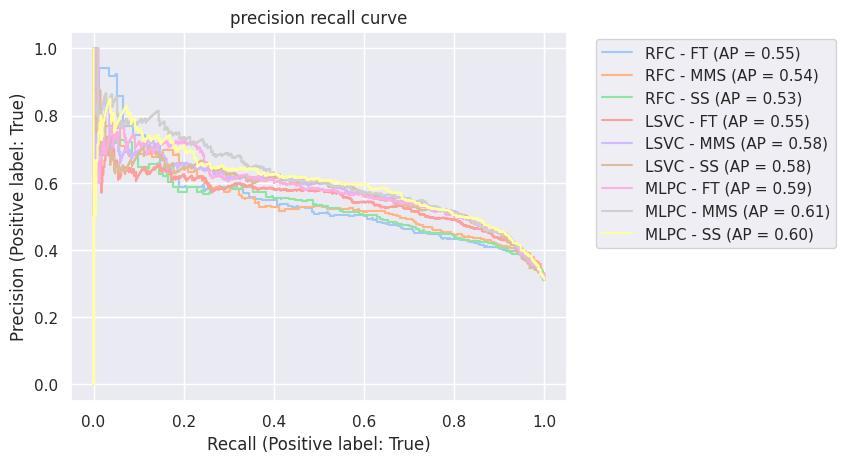 precision recall curve
1.0
0.8
0.6
0.4
0.2
0.0
Precision (Positive label: True)
0.0 0.2 0.4 0.6 0.8 1.0
Recall (Positive label: True)
RFC - FT (AP = 0.55)
RFC - MMS (AP = 0.54)
RFC - SS (AP = 0.53)
LSVC - FT (AP = 0.55)
LSVC - MMS (AP = 0.58)
LSVC - SS (AP = 0.58)
MLPC - FT (AP = 0.59)
MLPC - MMS (AP = 0.61)
MLPC - SS (AP = 0.60)